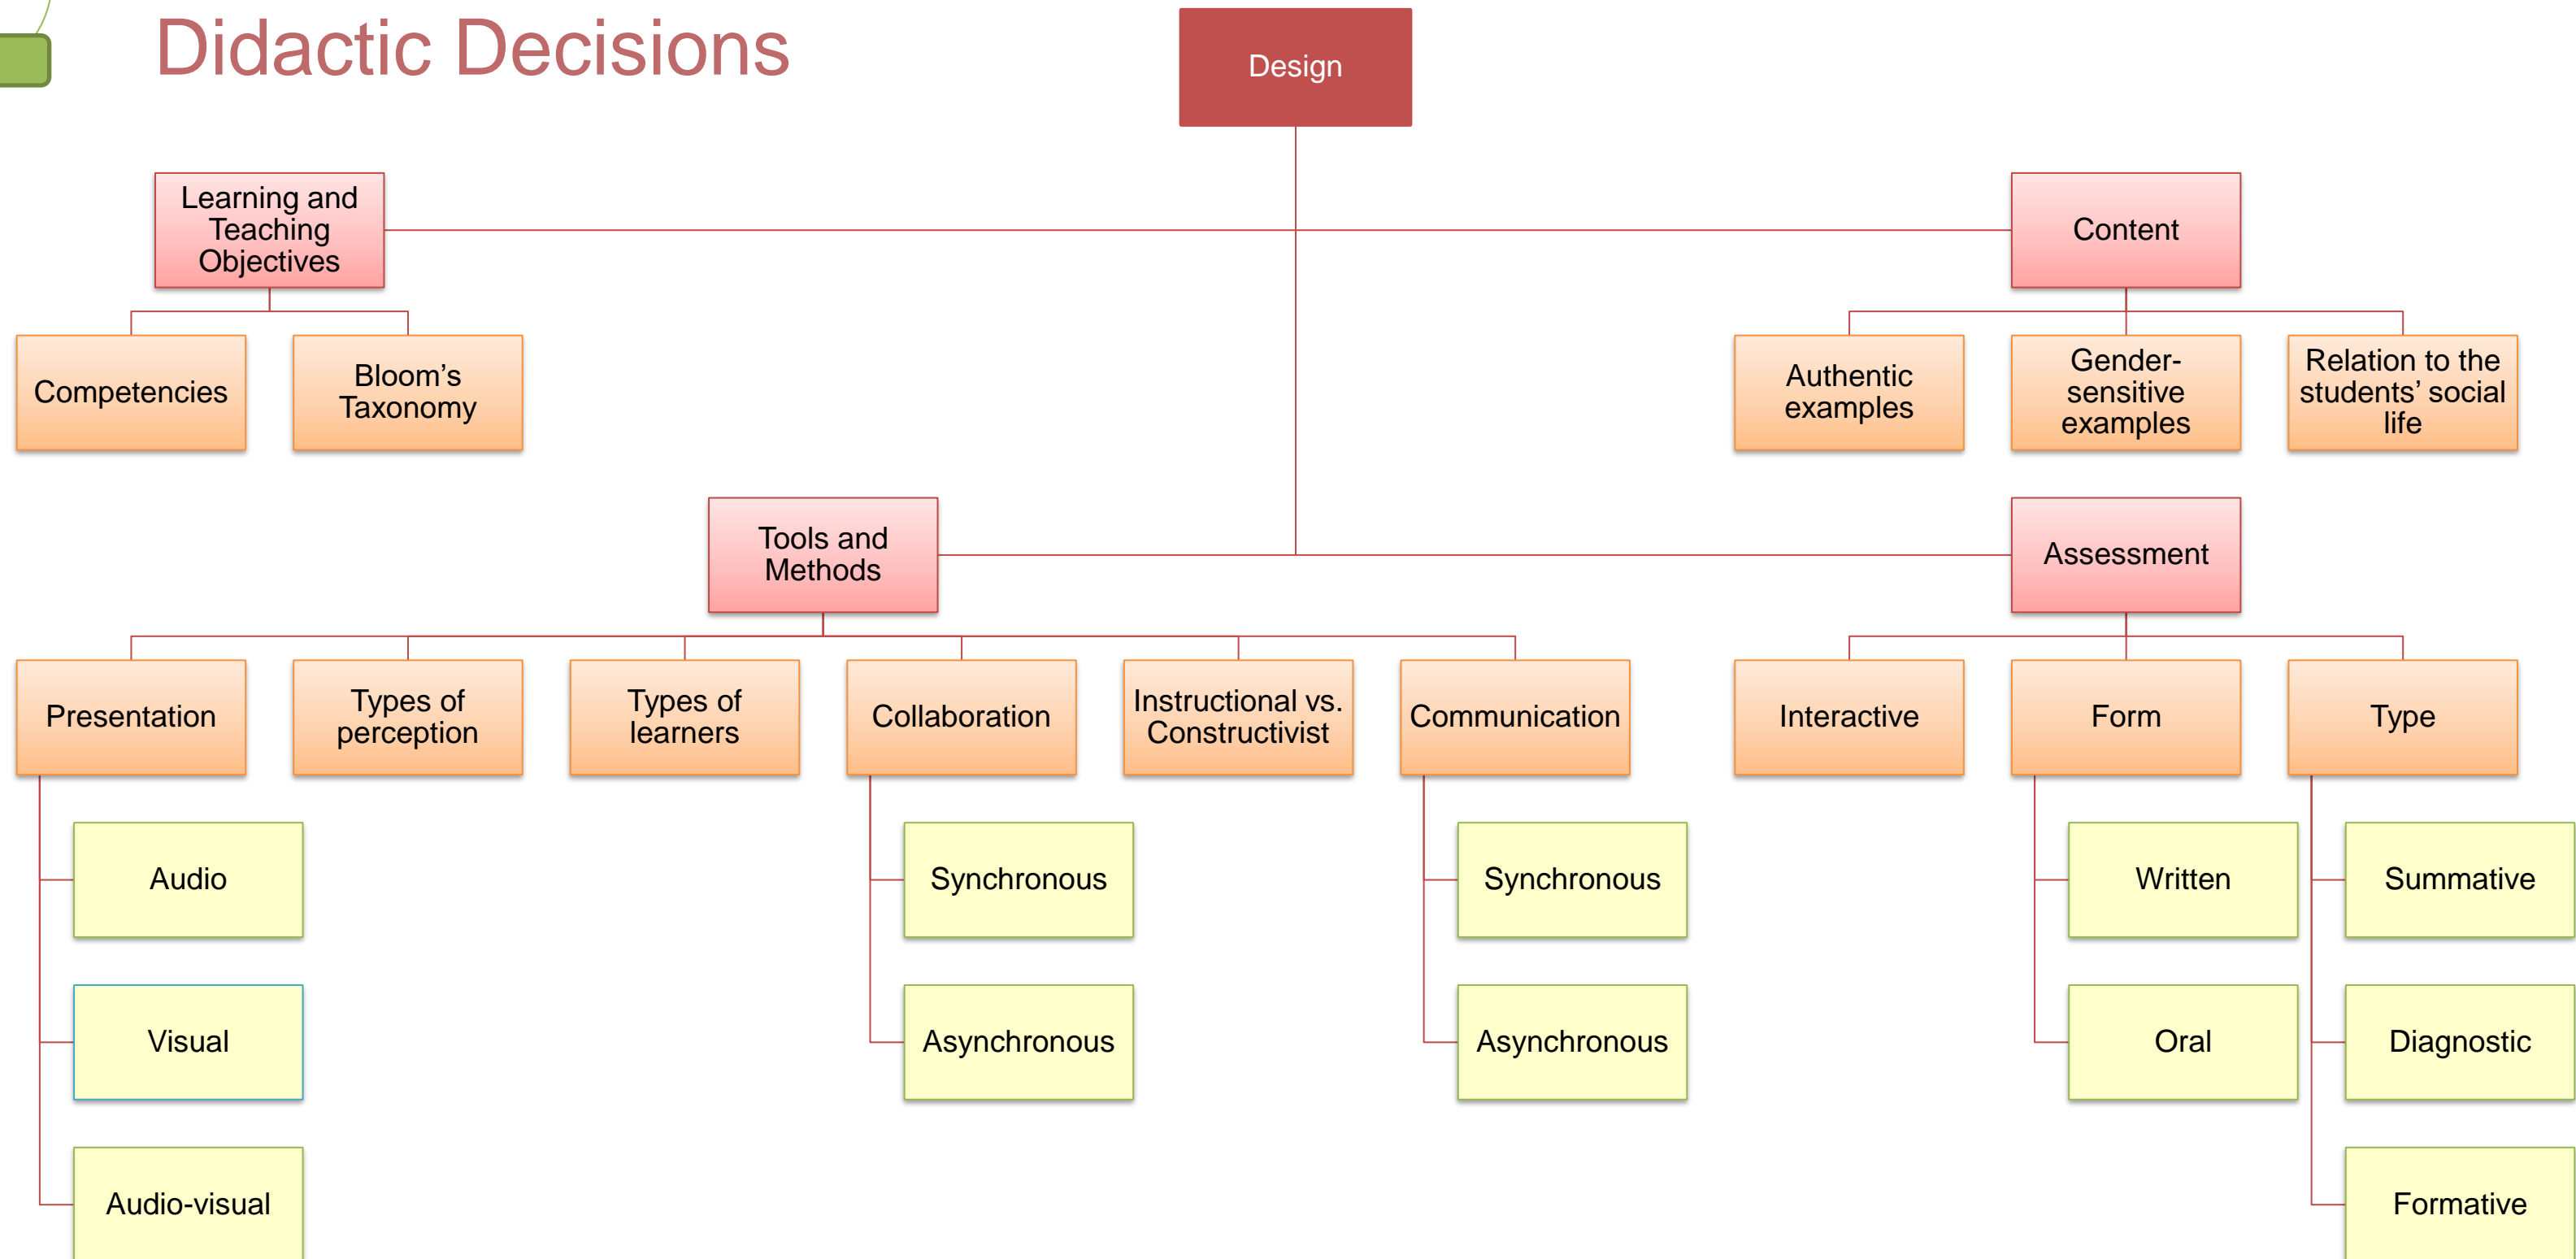 Didactic Decisions
Design
Learning and
Teaching
Objectives
Content
Competencies
Bloom’s
Taxonomy
Authentic
examples
Gender-
sensitive
examples
Relation to the
students’ social
life
Tools and
Methods
Assessment
Presentation
Types of
perception
Types of
learners
Collaboration
Instructional vs.
Constructivist
Communication
Interactive
Form
Type
Audio
Synchronous
Synchronous
Written
Summative
Visual
Asynchronous
Asynchronous
Oral
Diagnostic
Audio-visual
Formative